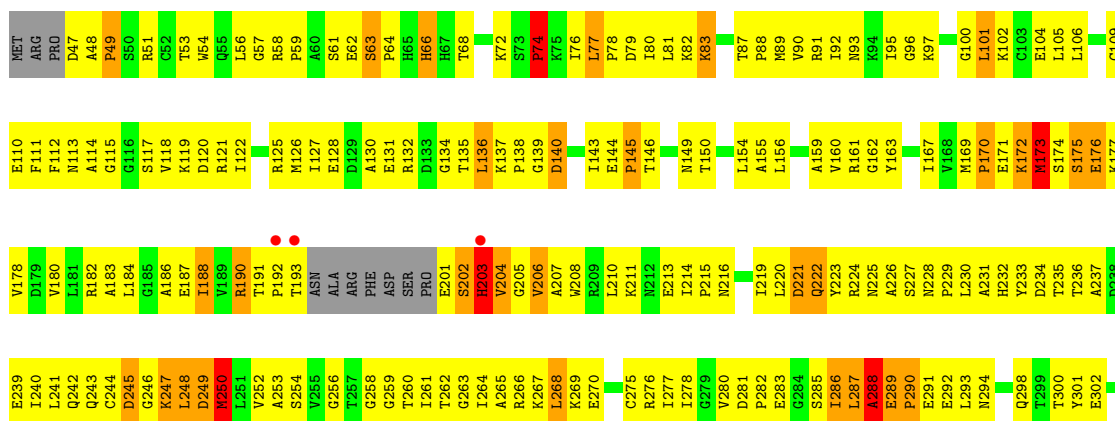 MET ARG PRO D47 A48 P49 S50 R51 C52 T53 W54 Q55 L56 G57 R58 P59 A60 S61 E62 S63 P64 H65 H66 H67 T68 K72 S73 P74 K75 I76 L77 P78 D79 I80 L81 K82 K83 T87 P88 M89 V90 R91 I92 N93 K94 I95 G96 K97 G100 L101 K102 C103 E104 L105 L106 C109
E110 F111 F112 N113 A114 G115 G116 S117 V118 K119 D120 R121 I122 R125 M126 I127 E128 D129 A130 E131 R132 D133 G134 T135 L136 K137 P138 G139 D140 I143 E144 P145 T146 N149 T150 L154 A155 L156 A159 V160 R161 G162 Y163 I167 V168 M169 P170 E171 K172 M173 S174 S175 E176 K177
V178 D179 V180 L181 R182 A183 L184 G185 A186 E187 I188 V189 R190 T191 P192 T193 ASN ALA ARG PHE ASP SER PRO E201 S202 H203 V204 G205 V206 A207 W208 R209 L210 K211 N212 E213 I214 P215 N216 I219 L220 D221 Q222 Y223 R224 N225 A226 S227 N228 P229 L230 A231 H232 Y233 D234 T235 T236 A237 D238
E239 I240 L241 Q242 Q243 C244 D245 G246 K247 L248 D249 M250 L251 V252 A253 S254 V255 G256 T257 G258 G259 T260 I261 T262 G263 I264 A265 R266 K267 L268 K269 E270 C275 R276 I277 I278 G279 V280 D281 P282 E283 G284 S285 I286 L287 A288 E289 P290 E291 E292 L293 N294 Q298 T299 T300 Y301 E302